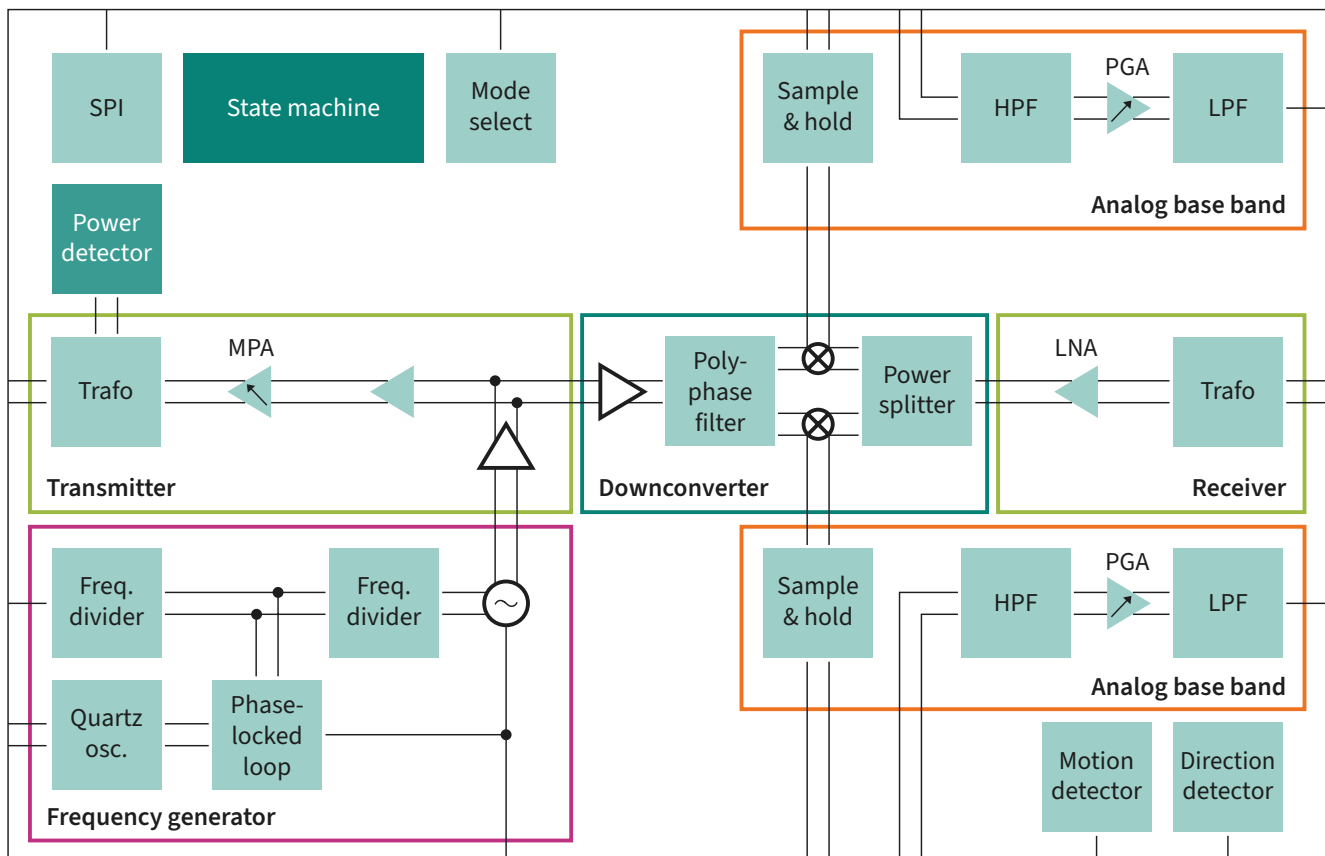 SPI
State machine
Mode
select
Sample
& hold
HPF
PGA
LPF
Analog base band
Power
detector
Trafo
MPA
Transmitter
Poly-
phase
filter
Power
splitter
Downconverter
LNA
Trafo
Receiver
Freq.
divider
Freq.
divider
Quartz
osc.
Phase-
locked
loop
Frequency generator
Sample
& hold
HPF
PGA
LPF
Analog base band
Motion
detector
Direction
detector